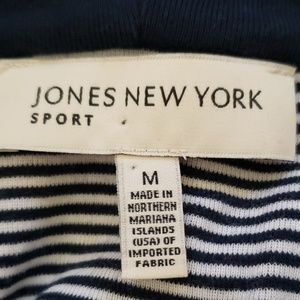 JONES NEW YORK
SPORT
M
MADE IN
NORTHERN
MARIANA
ISLANDS
(USA) OF
IMPORTED
FABRIC